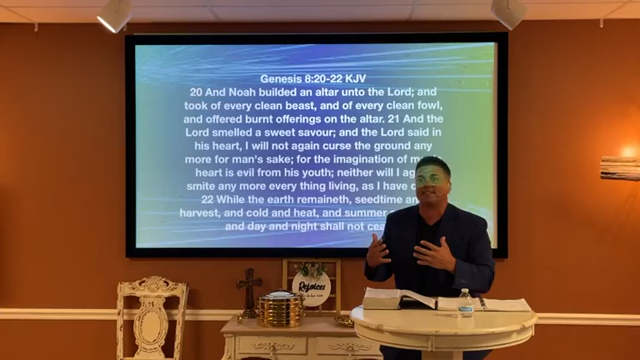 Genesis 8:20-22 KJV
20 And Noah builded an altar unto the Lord; and
took of every clean beast, and of every clean fowl,
and offered burnt offerings on the altar. 21 And the
Lord smelled a sweet savour; and the Lord said in
his heart, I will not again curse the ground any
more for man's sake; for the imagination of m
heart is evil from his youth; neither will I ag
smite any more every thing living, as I have
22 While the earth remaineth, seedtime an
harvest, and cold and heat, and summer
and day and night shall not cea
Rejoice